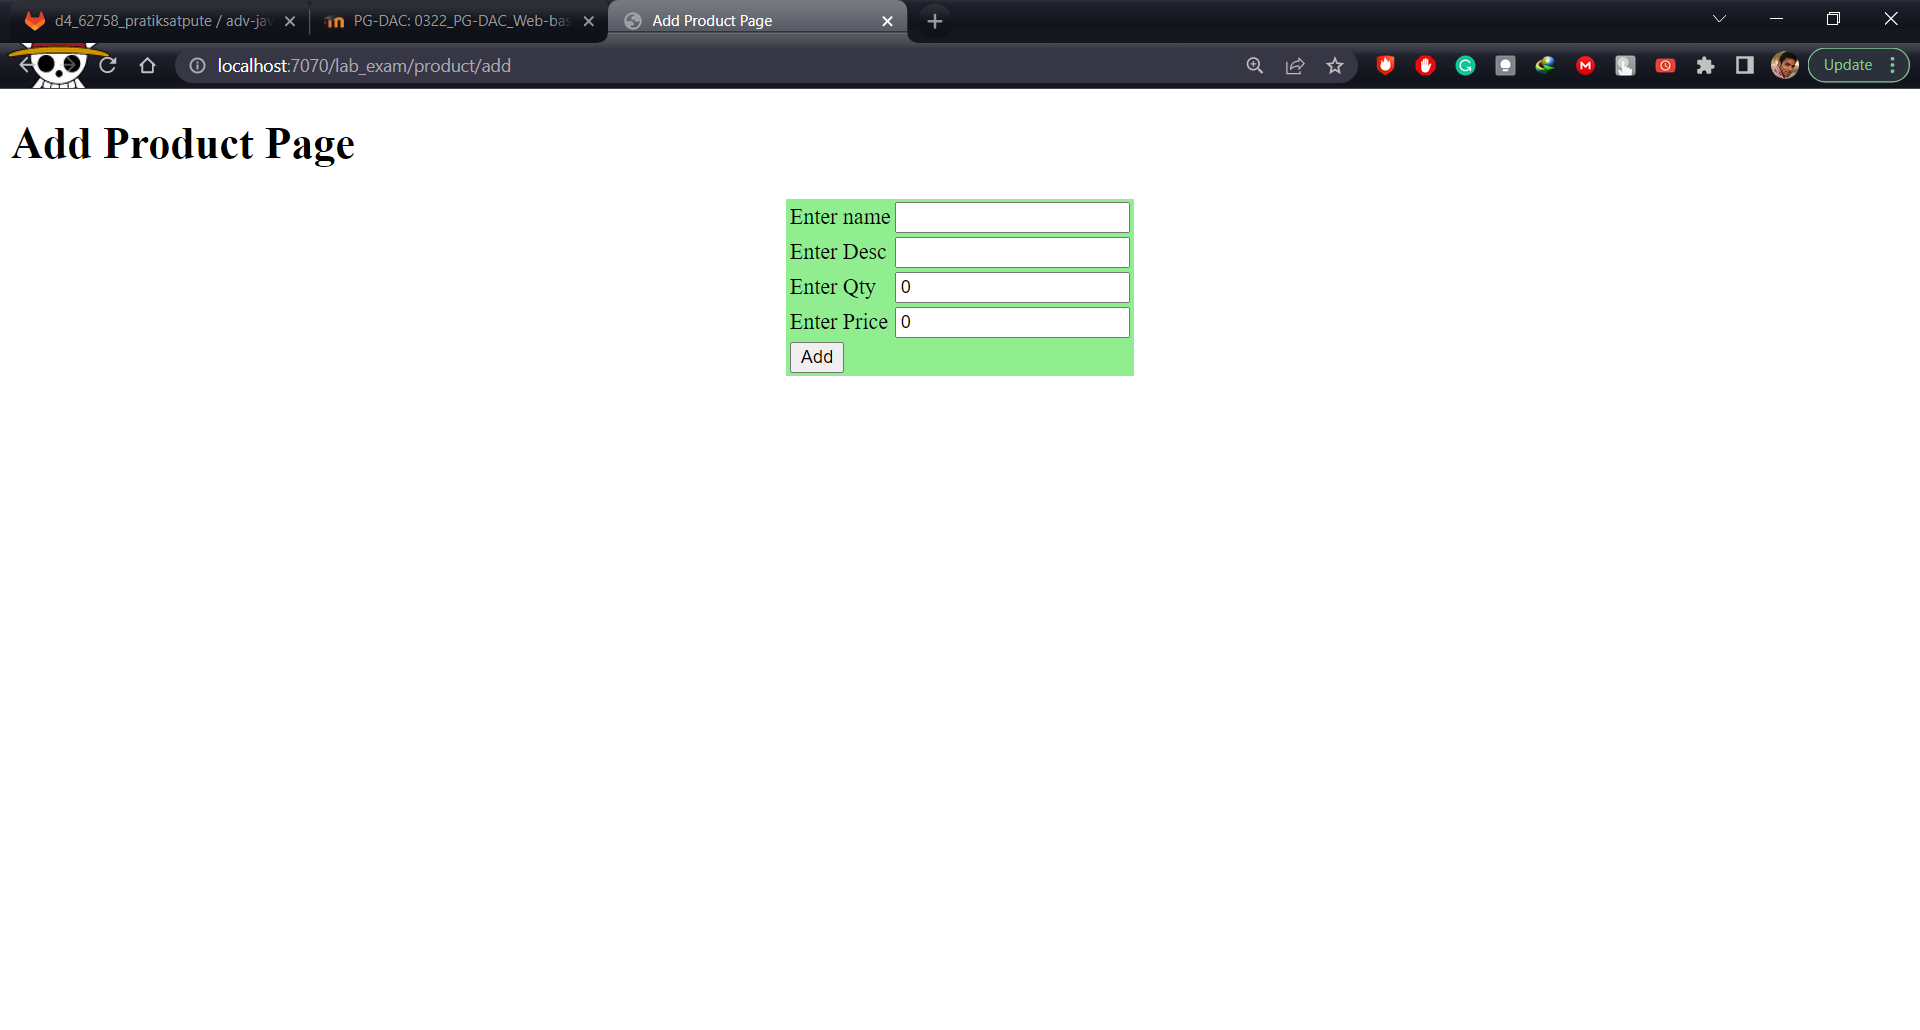 d4_62758_pratiksatpute / adv-jav
PG-DAC: 0322_PG-DAC_Web-bas
Add Product Page
localhost:7070/lab_exam/product/add
Update
Add Product Page
Enter name
Enter Desc
Enter Qty 0
Enter Price 0
Add